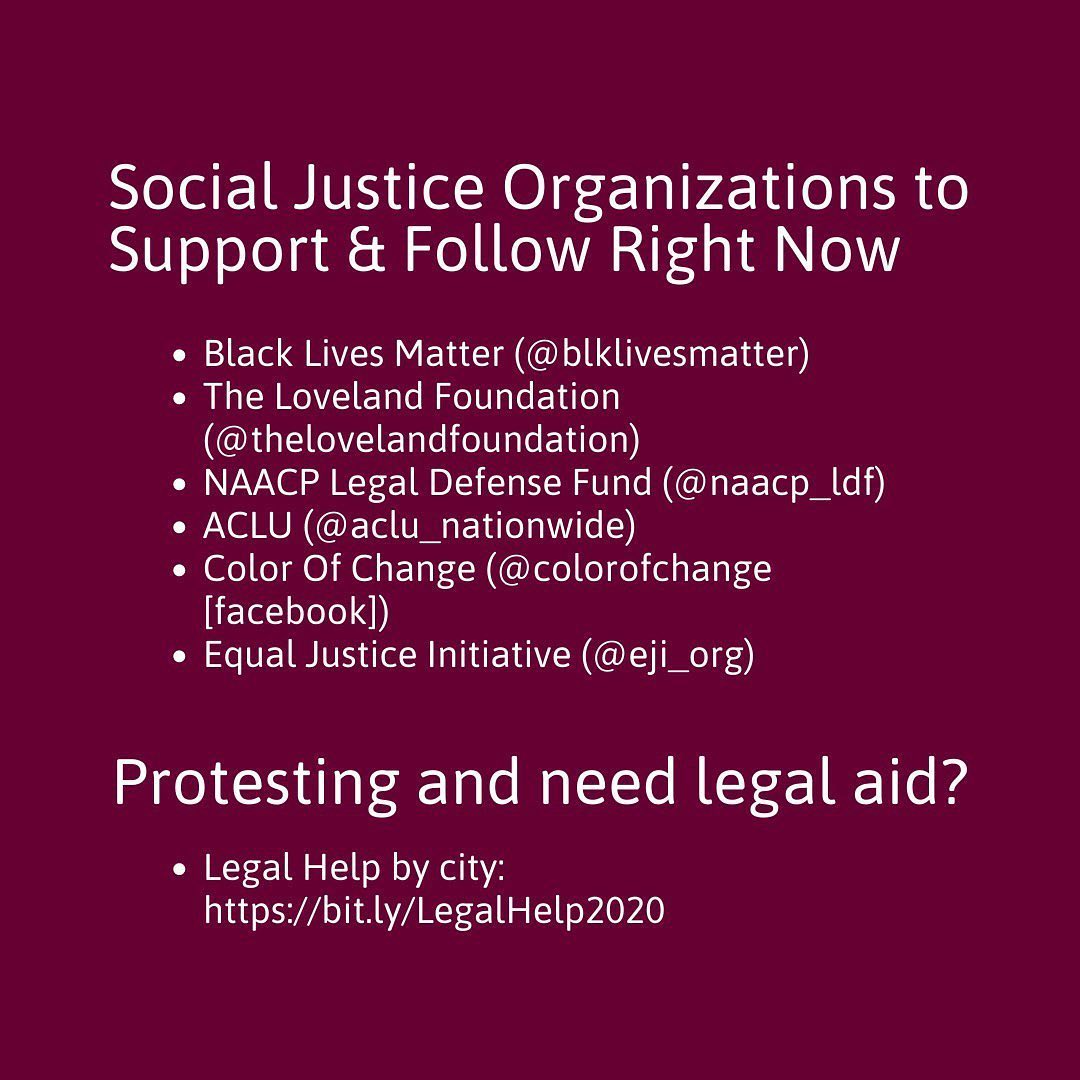 Social Justice Organizations to
Support & Follow Right Now
• Black Lives Matter (@blklivesmatter)
• The Loveland Foundation
(@thelovelandfoundation)
• NAACP Legal Defense Fund (@naacp_ldf)
• ACLU (@aclu_nationwide)
• Color Of Change (@colorofchange
[facebook])
• Equal Justice Initiative (@eji_org)
Protesting and need legal aid?
• Legal Help by city:
https://bit.ly/LegalHelp2020